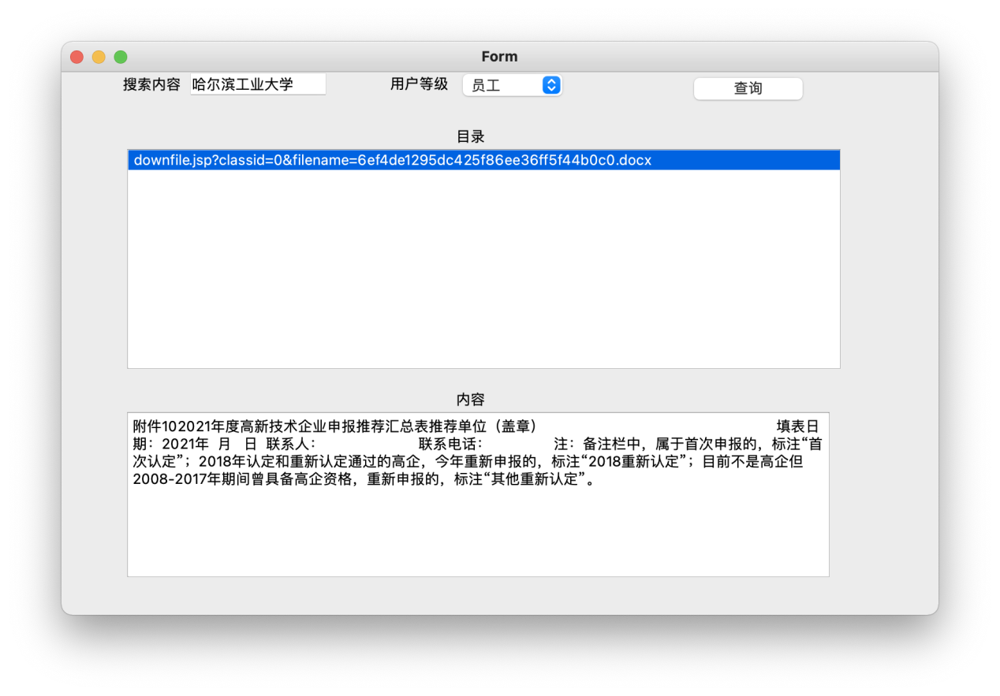 Form
搜索内容 哈尔滨工业大学 用户等级 员工 查询
目录
downfile.jsp?classid=0&filename=6ef4de1295dc425f86ee36ff5f44b0c0.docx
内容
附件102021年度高新技术企业申报推荐汇总表推荐单位（盖章） 填表日
期：2021年 月 日 联系人： 联系电话： 注：备注栏中，属于首次申报的，标注“首
次认定”；2018年认定和重新认定通过的高企，今年重新申报的，标注“2018重新认定”；目前不是高企但
2008-2017年期间曾具备高企资格，重新申报的，标注“其他重新认定”。